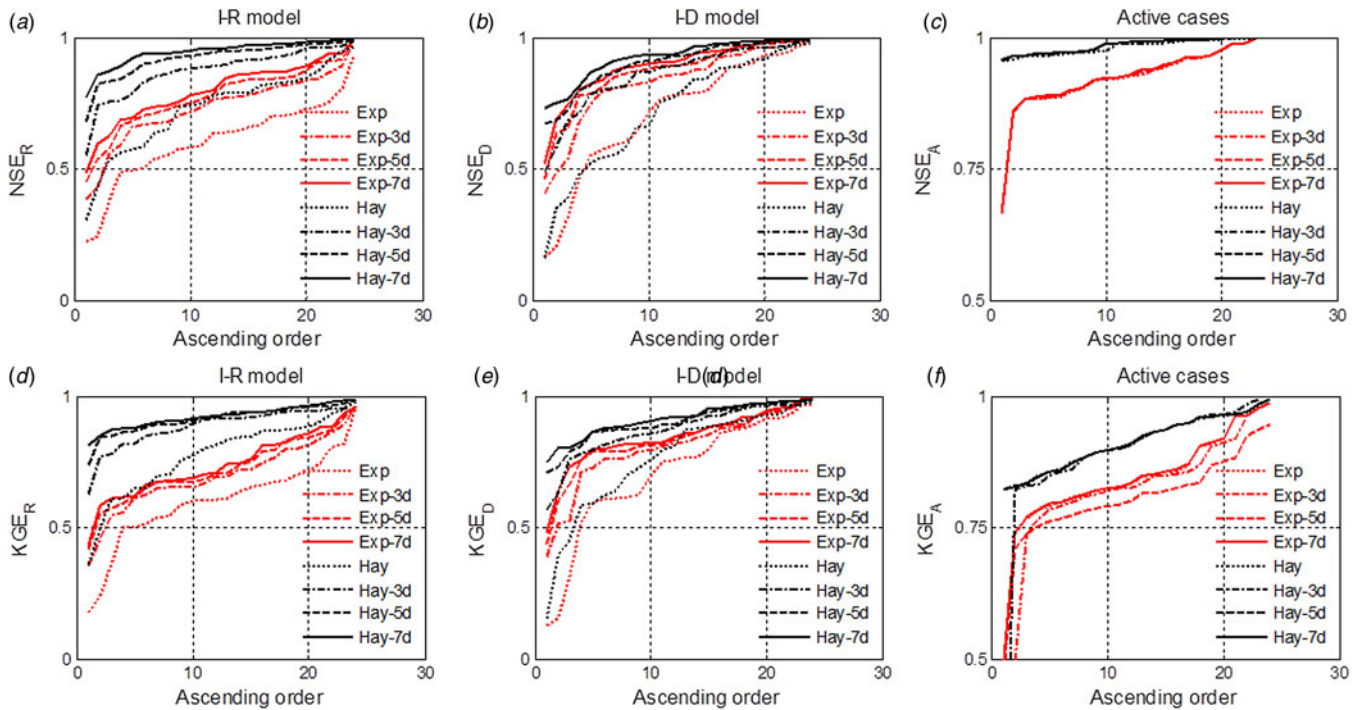 (a) I-R model
NSE_R
1
0.5
0
0 10 20 30
Ascending order
Exp
Exp-3d
Exp-5d
Exp-7d
Hay
Hay-3d
Hay-5d
Hay-7d
(b) I-D model
NSE_D
1
0.5
0
0 10 20 30
Ascending order
Exp
Exp-3d
Exp-5d
Exp-7d
Hay
Hay-3d
Hay-5d
Hay-7d
(c) Active cases
NSE_A
1
0.75
0.5
0 10 20 30
Ascending order
Exp
Exp-3d
Exp-5d
Exp-7d
Hay
Hay-3d
Hay-5d
Hay-7d
(d) I-R model
KGE_R
1
0.5
0
0 10 20 30
Ascending order
Exp
Exp-3d
Exp-5d
Exp-7d
Hay
Hay-3d
Hay-5d
Hay-7d
(e) I-D model
(d)
KGE_D
1
0.5
0
0 10 20 30
Ascending order
Exp
Exp-3d
Exp-5d
Exp-7d
Hay
Hay-3d
Hay-5d
Hay-7d
(f) Active cases
KGE_A
1
0.75
0.5
0 10 20 30
Ascending order
Exp
Exp-3d
Exp-5d
Exp-7d
Hay
Hay-3d
Hay-5d
Hay-7d